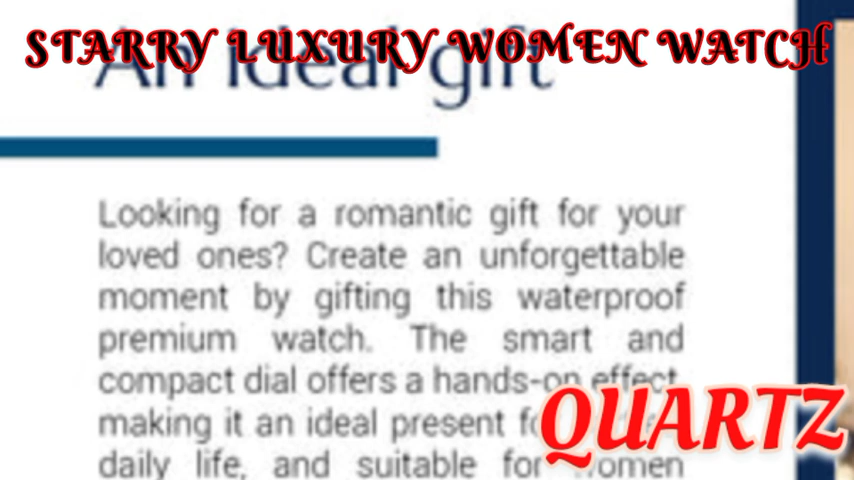 STARRY LUXURY WOMEN WATCH
An ideal gift
Looking for a romantic gift for your
loved ones? Create an unforgettable
moment by gifting this waterproof
premium watch. The smart and
compact dial offers a hands-on effect,
making it an ideal present
QUARTZ
daily life, and suitable for women